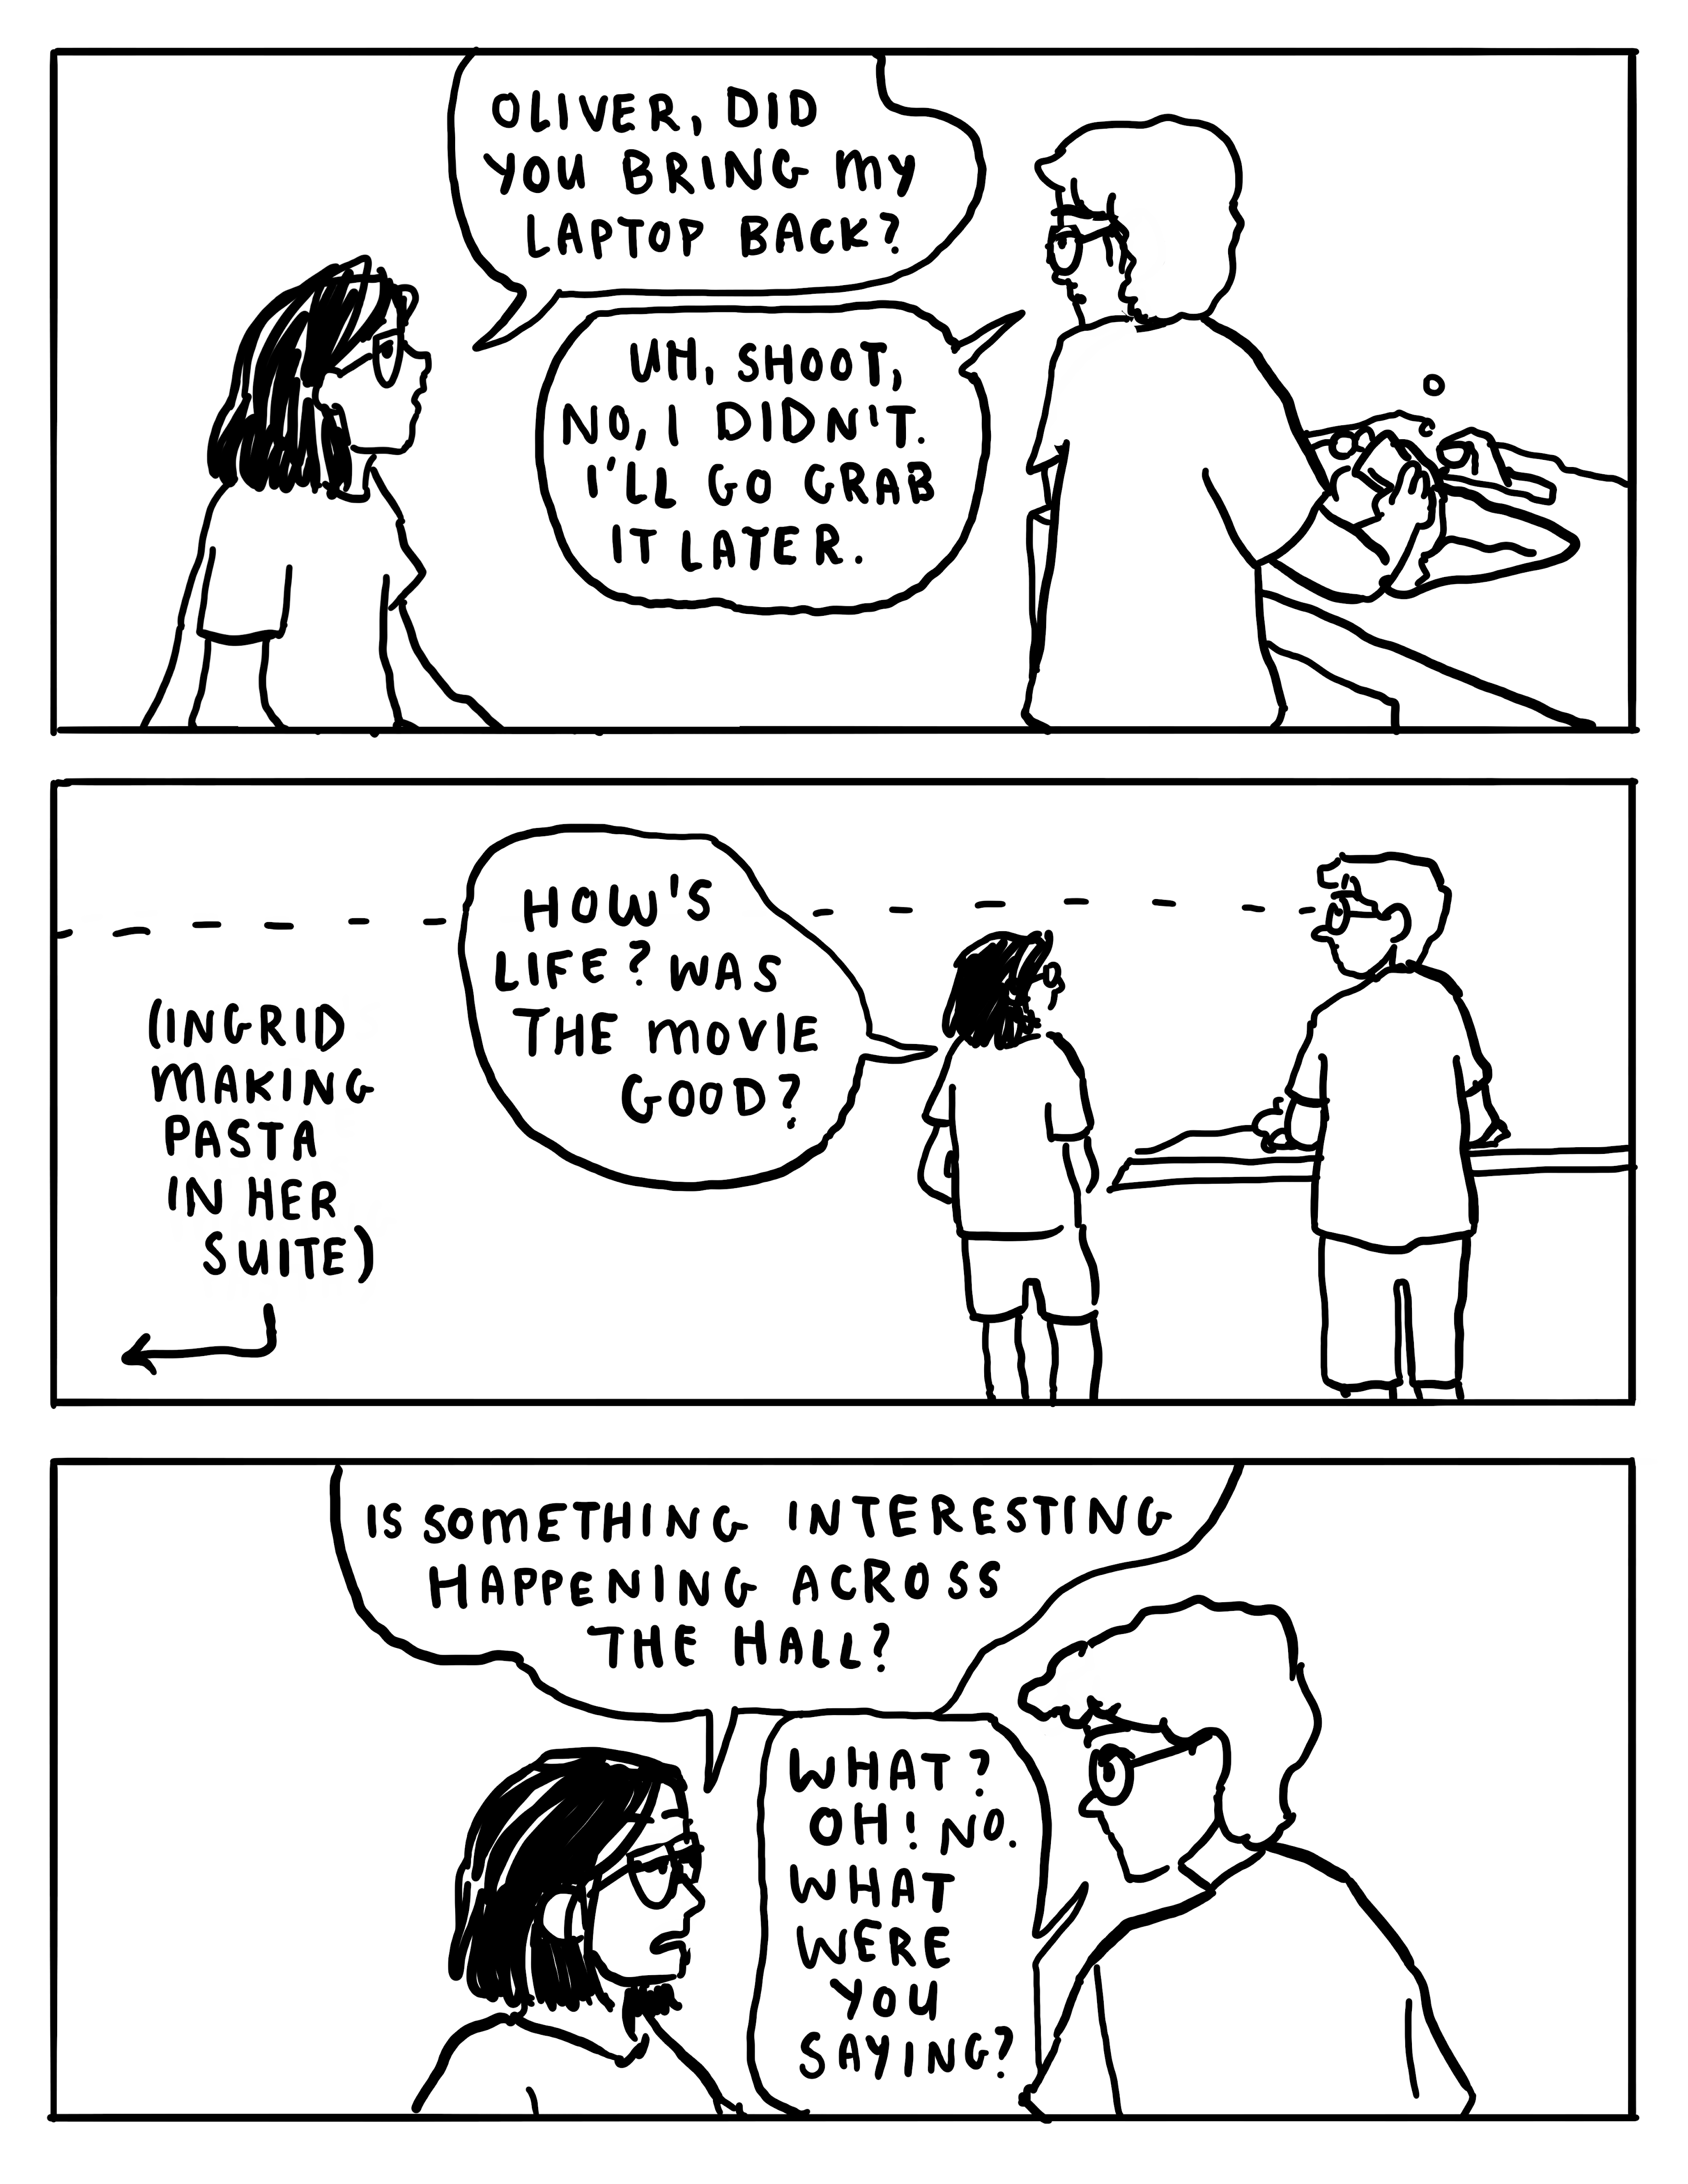 OLIVER, DID
YOU BRING MY
LAPTOP BACK?
UH, SHOOT,
NO, I DIDN'T.
I'LL GO GRAB
IT LATER.
HOW'S
LIFE? WAS
THE MOVIE
GOOD?
(INGRID
MAKING
PASTA
IN HER
SUITE)
IS SOMETHING INTERESTING
HAPPENING ACROSS
THE HALL?
WHAT?
OH! NO.
WHAT
WERE
YOU
SAYING?